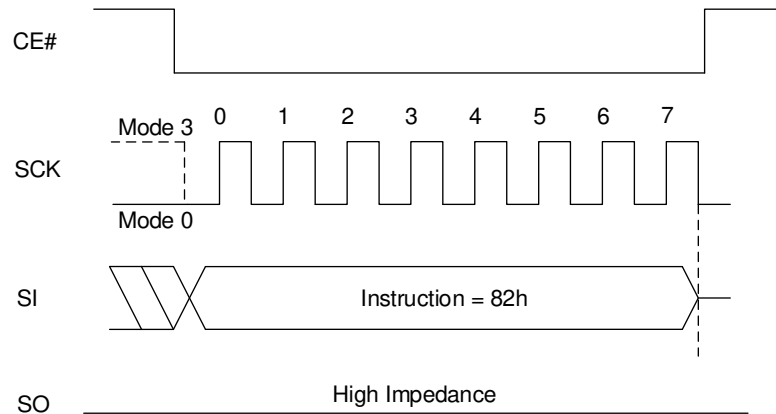 CE#
0 1 2 3 4 5 6 7
Mode 3
SCK
Mode 0
SI
Instruction = 82h
High Impedance
SO